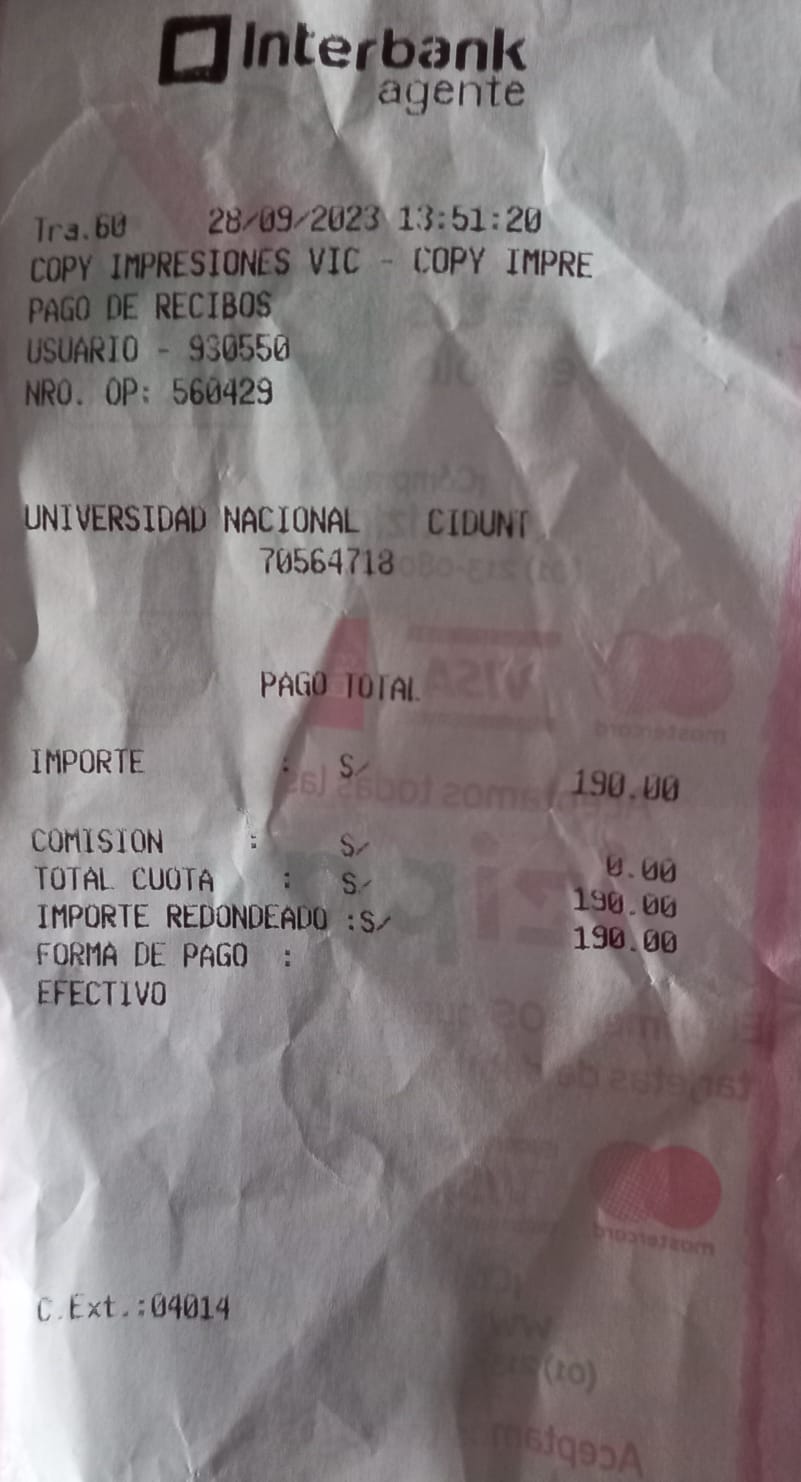 Interbank
agente
Tra.60 28/09/2023 13:51:20
COPY IMPRESIONES VIC - COPY IMPRE
PAGO DE RECIBOS
USUARIO - 930550
NRO. OP: 560429
UNIVERSIDAD NACIONAL CIDUNT
70564718
PAGO TOTAL
IMPORTE : S/ 190.00
COMISION : S/ 0.00
TOTAL CUOTA : S/ 190.00
IMPORTE REDONDEADO :S/ 190.00
FORMA DE PAGO :
EFECTIVO
C.Ext.:04014